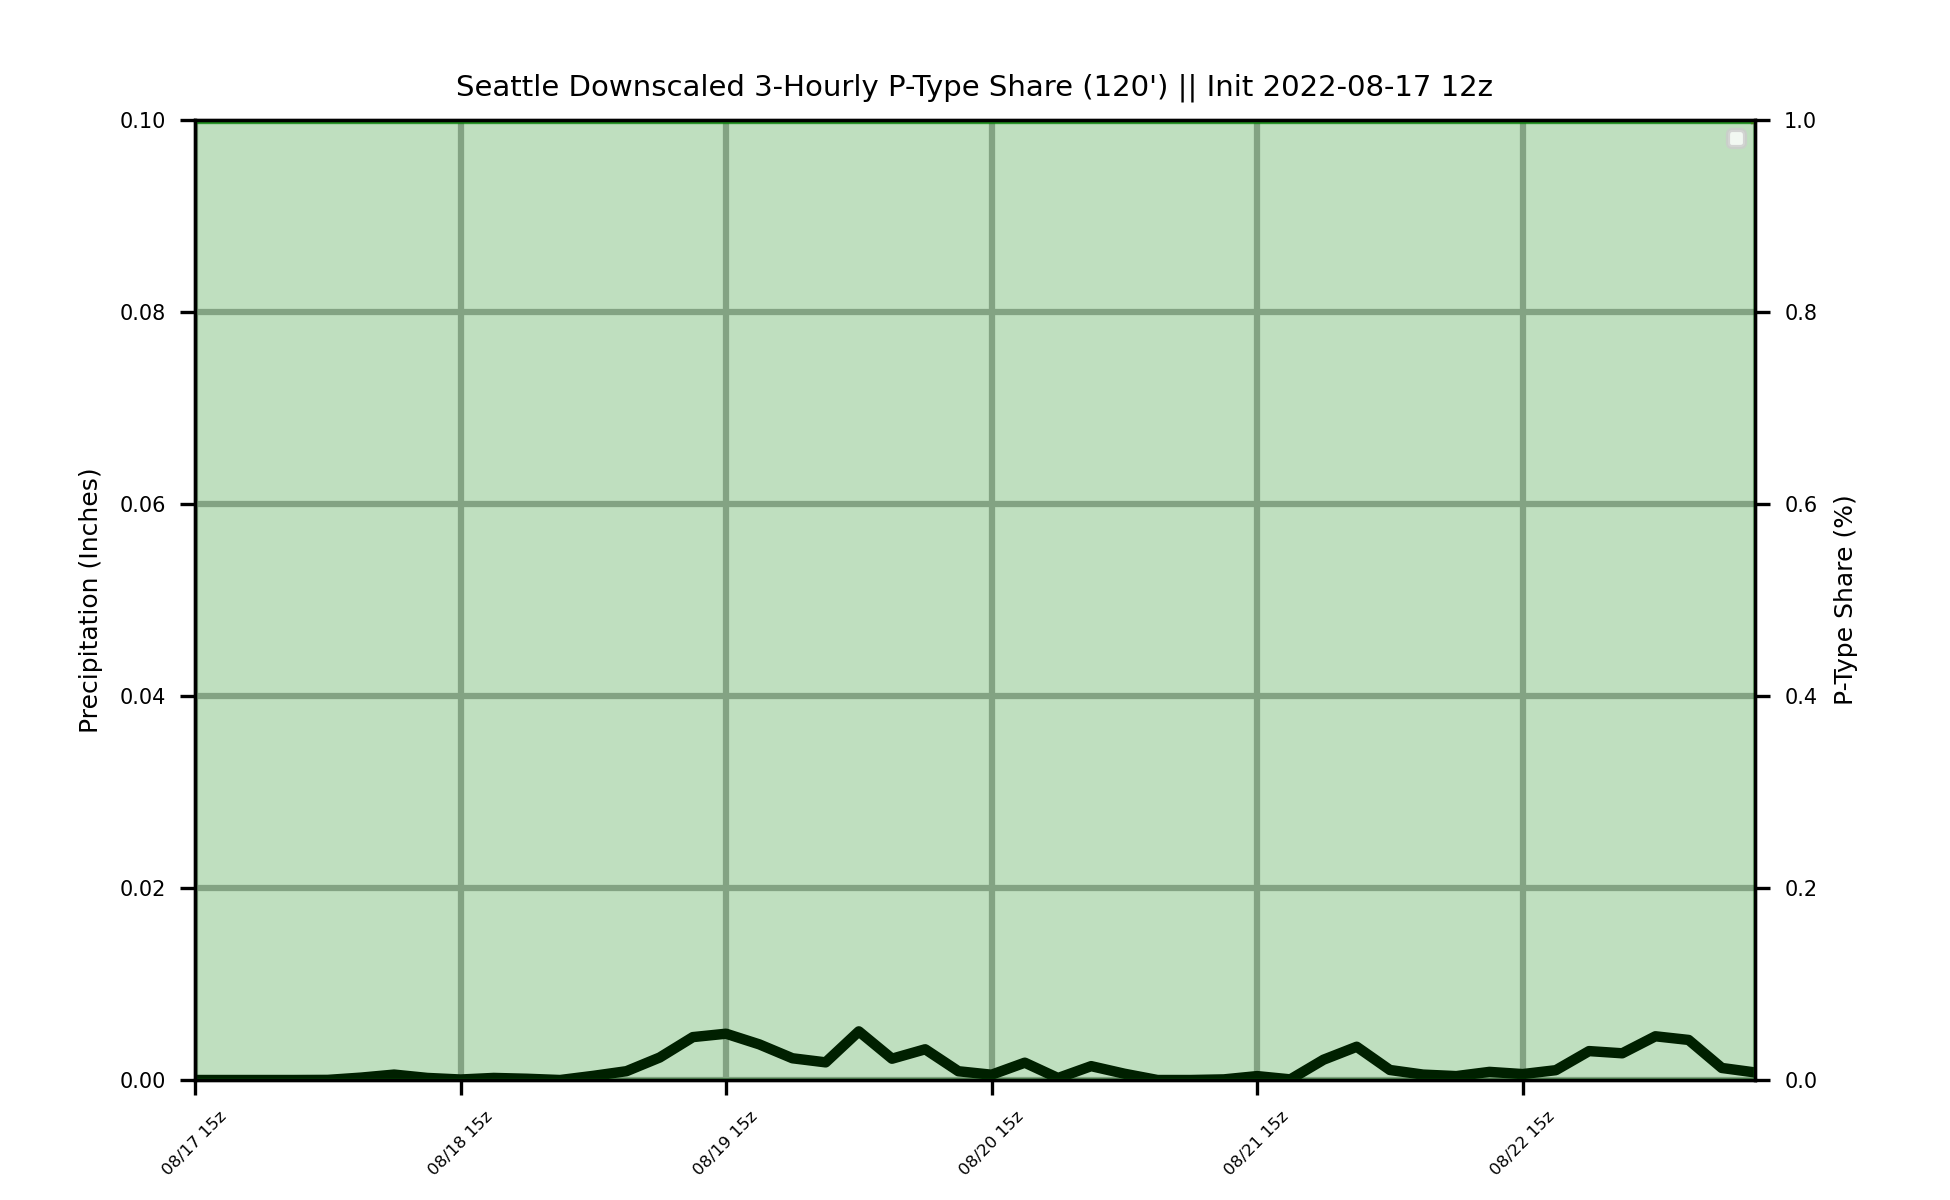 Seattle Downscaled 3-Hourly P-Type Share (120') || Init 2022-08-17 12z
0.10
0.08
0.06
0.04
0.02
0.00
Precipitation (Inches)
1.0
0.8
0.6
0.4
0.2
0.0
P-Type Share (%)
08/17 15z
08/18 15z
08/19 15z
08/20 15z
08/21 15z
08/22 15z